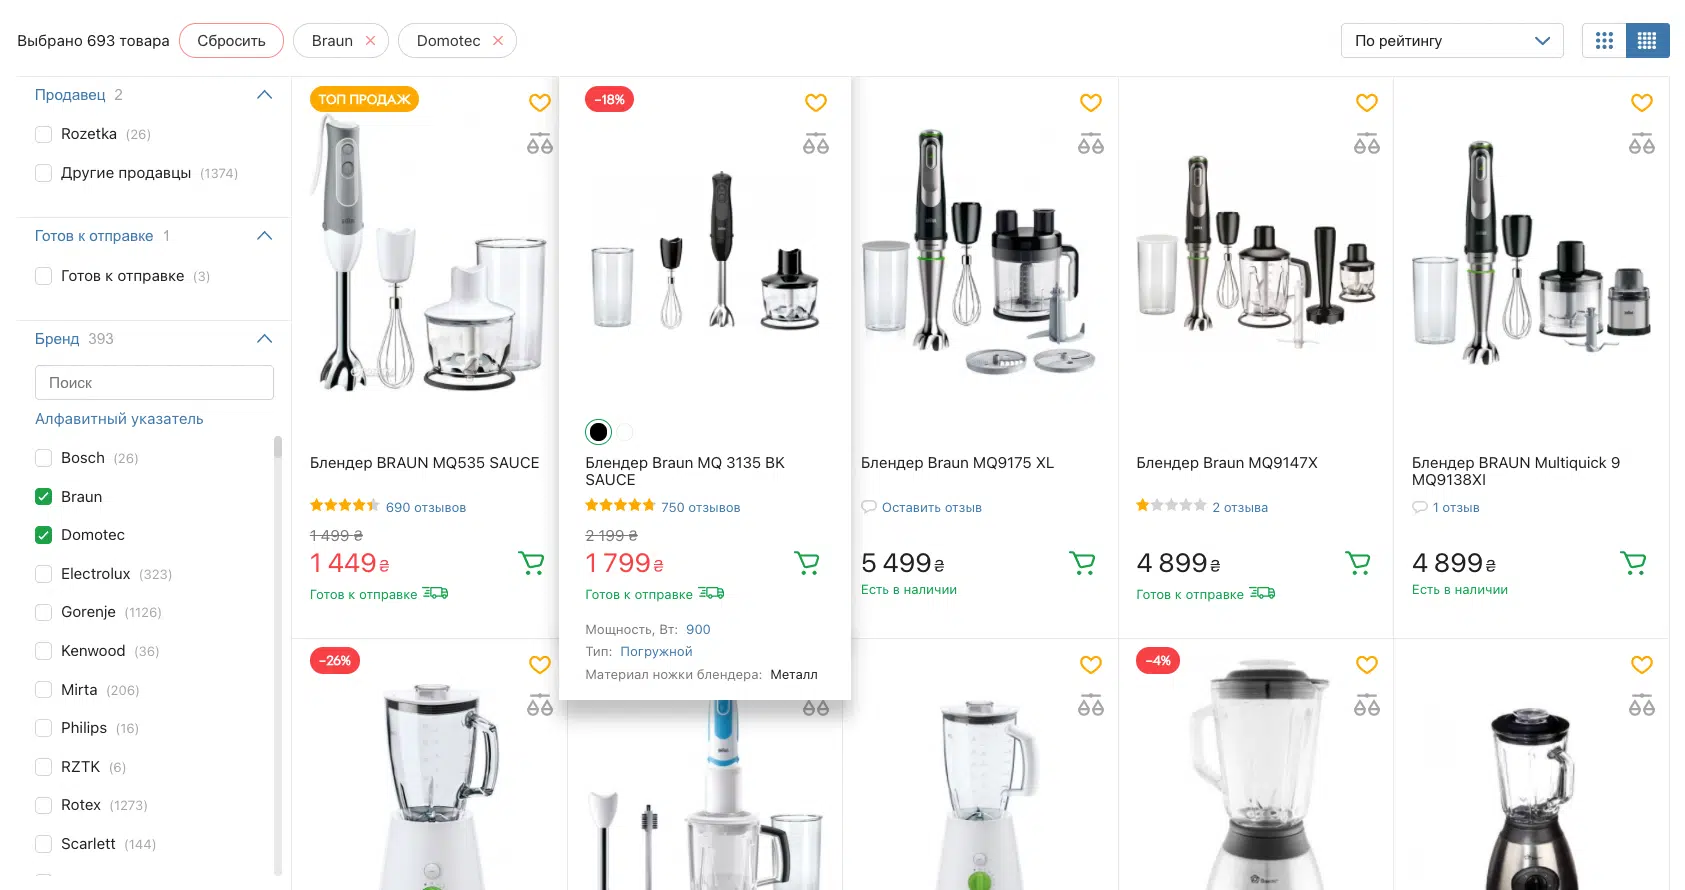 Выбрано 693 товара
Сбросить
Braun
Domotec
По рейтингу
Продавец 2
Rozetka (26)
Другие продавцы (1374)
Готов к отправке 1
Готов к отправке (3)
Бренд 393
Поиск
Алфавитный указатель
Bosch (26)
Braun
Domotec
Electrolux (323)
Gorenje (1126)
Kenwood (36)
Mirta (206)
Philips (16)
RZTK (6)
Rotex (1273)
Scarlett (144)
ТОП ПРОДАЖ
Блендер BRAUN MQ535 SAUCE
690 отзывов
1 499 ₴
1 449 ₴
Готов к отправке
−18%
Блендер Braun MQ 3135 BK
SAUCE
750 отзывов
2 199 ₴
1 799 ₴
Готов к отправке
Мощность, Вт: 900
Тип: Погружной
Материал ножки блендера: Металл
Блендер Braun MQ9175 XL
Оставить отзыв
5 499 ₴
Есть в наличии
Блендер Braun MQ9147X
2 отзыва
4 899 ₴
Готов к отправке
Блендер BRAUN Multiquick 9
MQ9138XI
1 отзыв
4 899 ₴
Есть в наличии
−26%
−4%